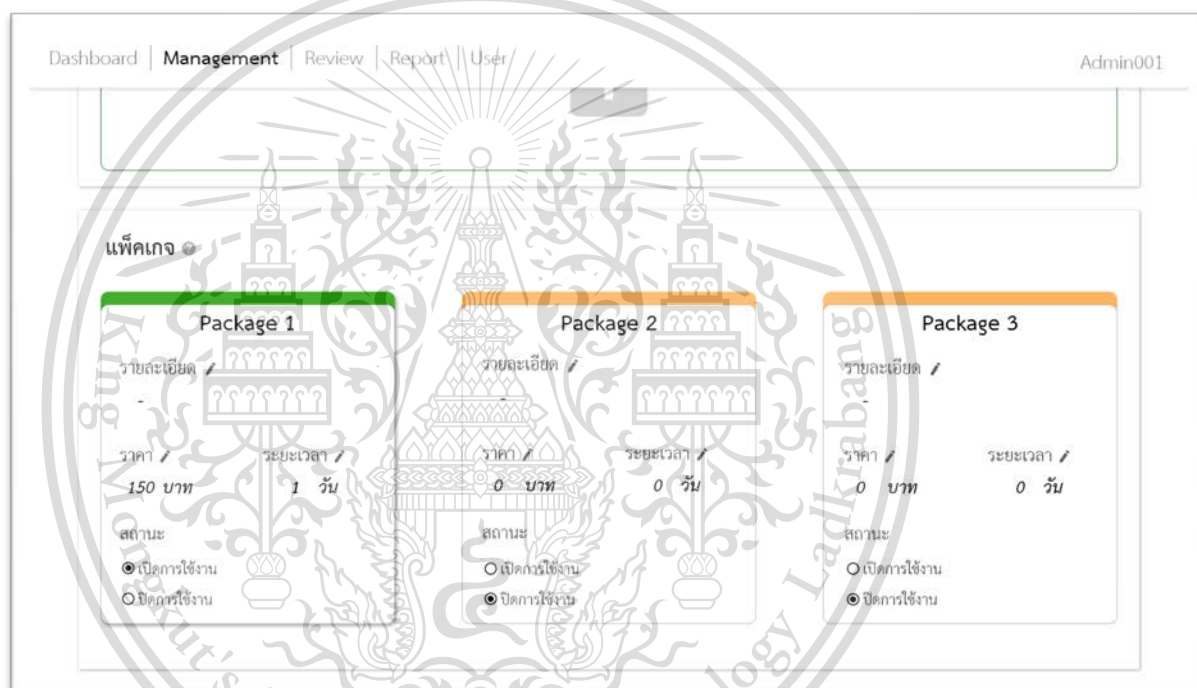 Dashboard | Management | Review | Report | User Admin001
แพ็คเกจ
Package 1 Package 2 Package 3
รายละเอียด รายละเอียด รายละเอียด
- - -
ราคา ระยะเวลา ราคา ระยะเวลา ราคา ระยะเวลา
150 บาท 1 วัน 0 บาท 0 วัน 0 บาท 0 วัน
สถานะ สถานะ สถานะ
เปิดการใช้งาน เปิดการใช้งาน เปิดการใช้งาน
ปิดการใช้งาน ปิดการใช้งาน ปิดการใช้งาน
King Mongkut's
Ladkrabang